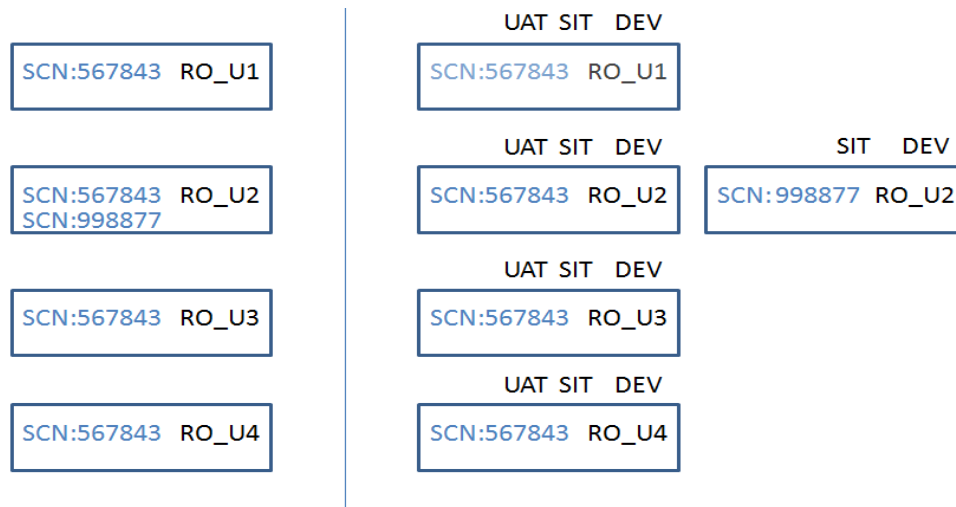 UAT SIT DEV
SCN:567843 RO_U1 SCN:567843 RO_U1
UAT SIT DEV SIT DEV
SCN:567843 RO_U2 SCN:567843 RO_U2 SCN:998877 RO_U2
SCN:998877
UAT SIT DEV
SCN:567843 RO_U3 SCN:567843 RO_U3
UAT SIT DEV
SCN:567843 RO_U4 SCN:567843 RO_U4